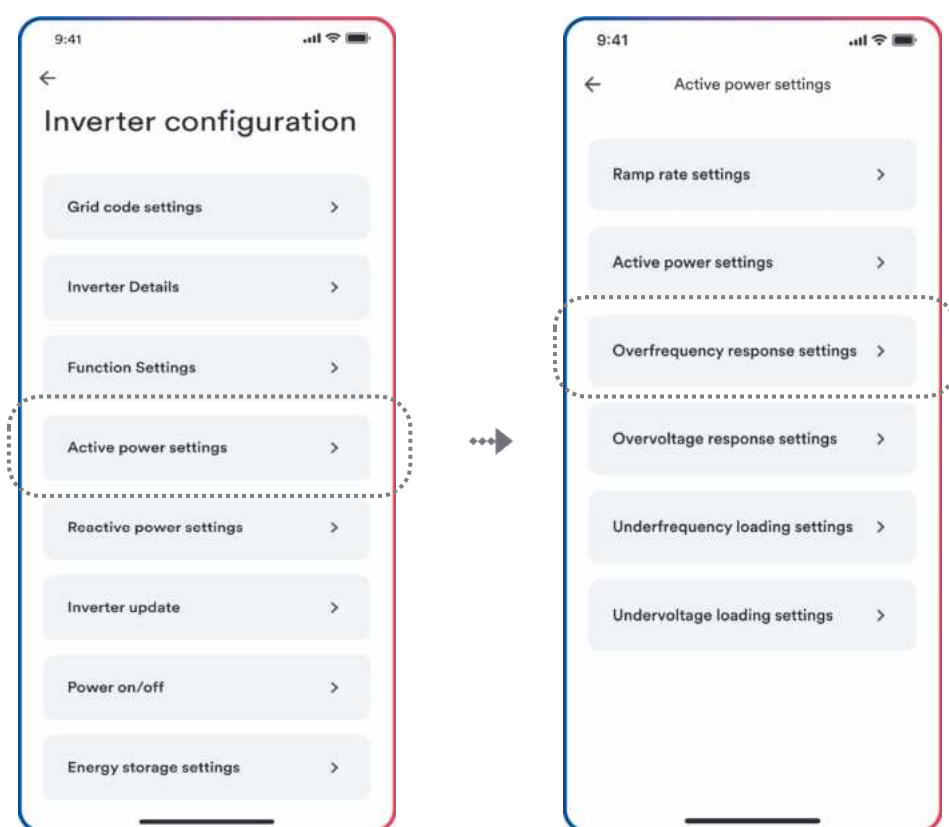 9:41
Inverter configuration
Grid code settings
Inverter Details
Function Settings
Active power settings
Reactive power settings
Inverter update
Power on/off
Energy storage settings
9:41
Active power settings
Ramp rate settings
Active power settings
Overfrequency response settings
Overvoltage response settings
Underfrequency loading settings
Undervoltage loading settings